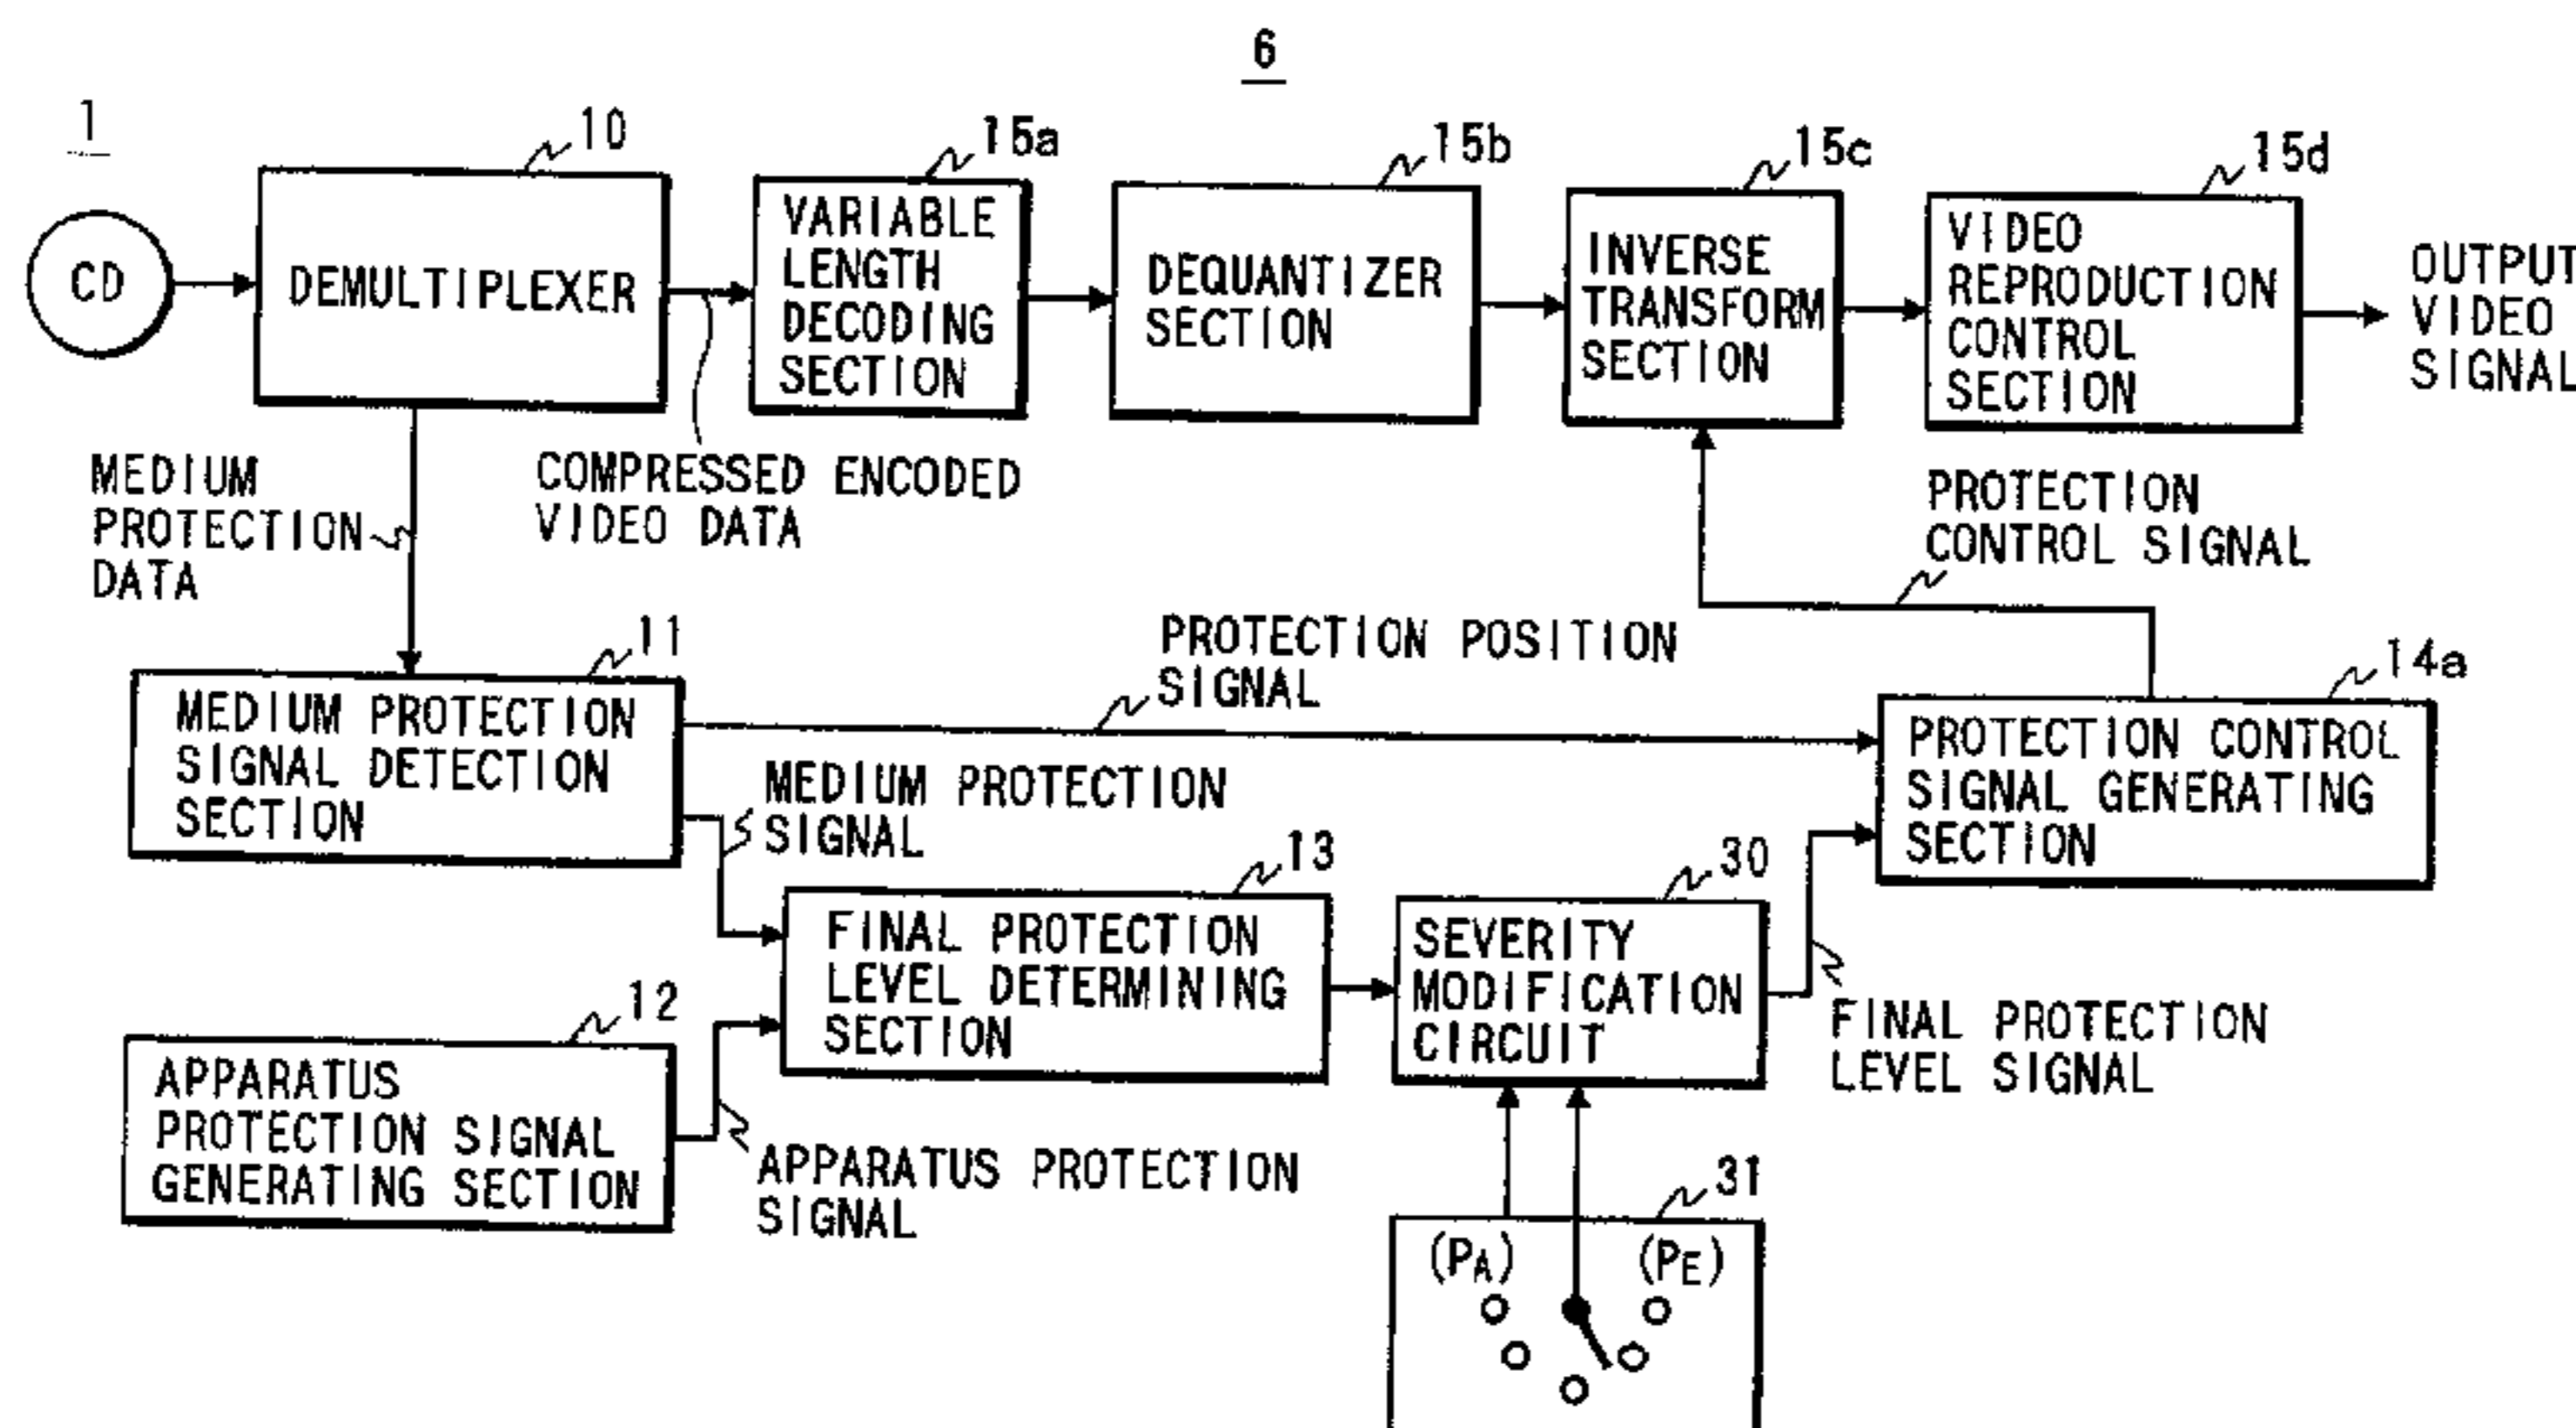 6
1
10
15a
15b
15c
15d
CD
DEMULTIPLEXER
VARIABLE
LENGTH
DECODING
SECTION
DEQUANTIZER
SECTION
INVERSE
TRANSFORM
SECTION
VIDEO
REPRODUCTION
CONTROL
SECTION
OUTPUT
VIDEO
SIGNAL
MEDIUM
PROTECTION
DATA
COMPRESSED ENCODED
VIDEO DATA
PROTECTION
CONTROL SIGNAL
11
PROTECTION POSITION
SIGNAL
14a
MEDIUM PROTECTION
SIGNAL DETECTION
SECTION
PROTECTION CONTROL
SIGNAL GENERATING
SECTION
MEDIUM PROTECTION
SIGNAL
13
30
FINAL PROTECTION
LEVEL DETERMINING
SECTION
SEVERITY
MODIFICATION
CIRCUIT
FINAL PROTECTION
LEVEL SIGNAL
12
APPARATUS
PROTECTION SIGNAL
GENERATING SECTION
APPARATUS PROTECTION
SIGNAL
31
(PA)
(PE)